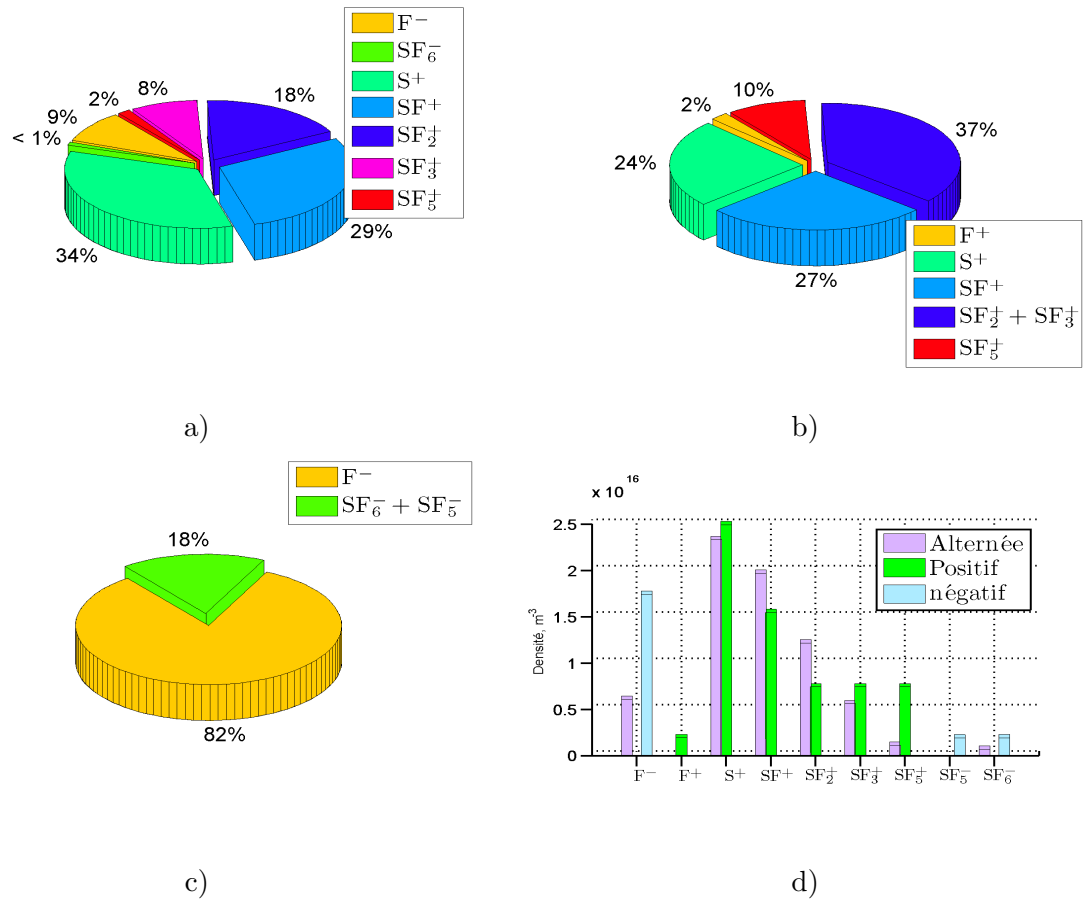 F⁻
SF₆⁻
S⁺
SF⁺
SF₂⁺
SF₃⁺
SF₅⁺
18%
8%
2%
9%
< 1%
34%
29%
a)
F⁺
S⁺
SF⁺
SF₂⁺ + SF₃⁺
SF₅⁺
10%
2%
37%
24%
27%
b)
F⁻
SF₆⁻ + SF₅⁻
18%
82%
c)
x 10¹⁶
2.5
2
1.5
1
0.5
0
Densité, m⁻³
Alternée
Positif
négatif
F⁻ F⁺ S⁺ SF⁺ SF₂⁺ SF₃⁺ SF₅⁺ SF₅⁻ SF₆⁻
d)